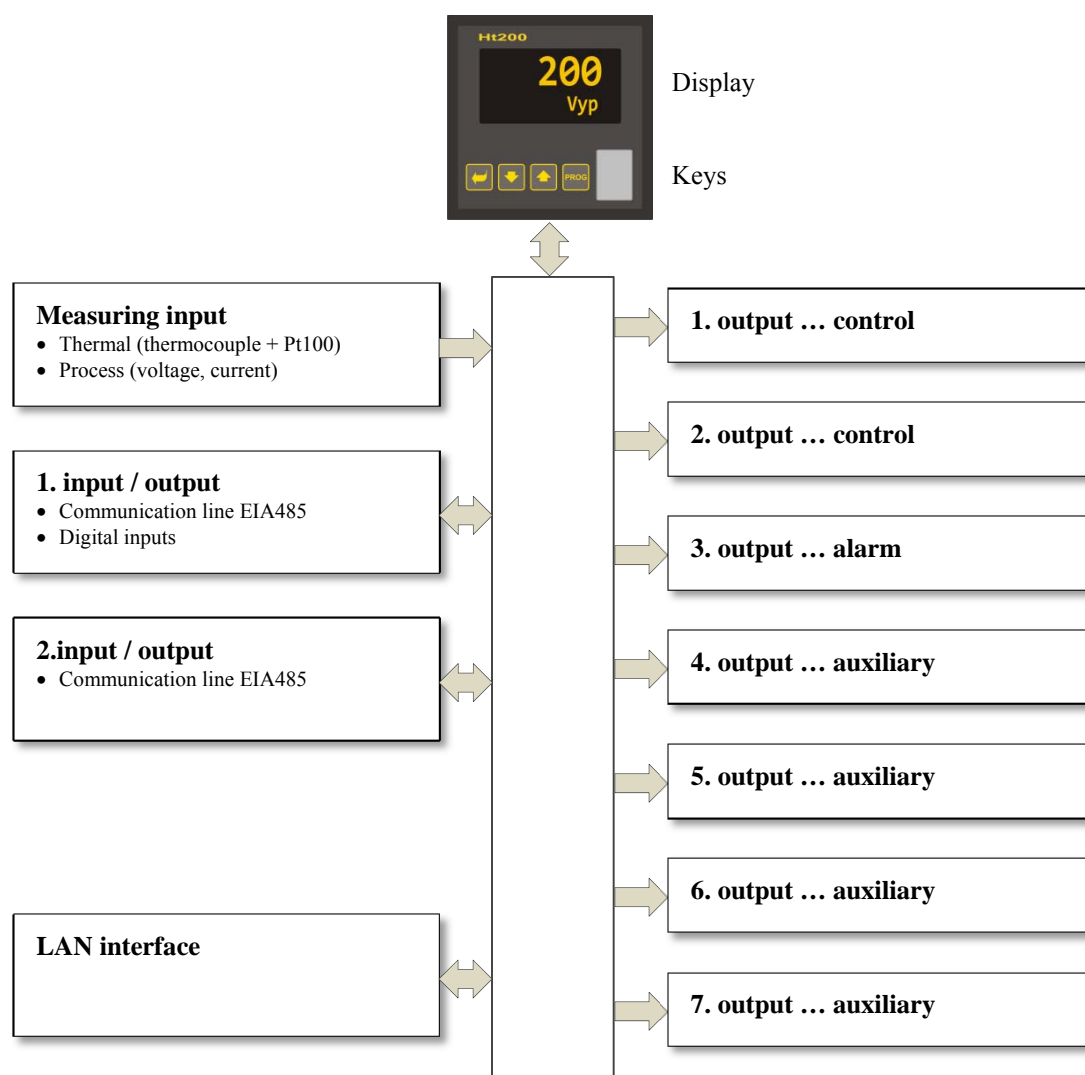 Ht200
200
Vyp
PROG
Display
Keys
Measuring input
• Thermal (thermocouple + Pt100)
• Process (voltage, current)
1. input / output
• Communication line EIA485
• Digital inputs
2.input / output
• Communication line EIA485
LAN interface
1. output … control
2. output … control
3. output … alarm
4. output … auxiliary
5. output … auxiliary
6. output … auxiliary
7. output … auxiliary